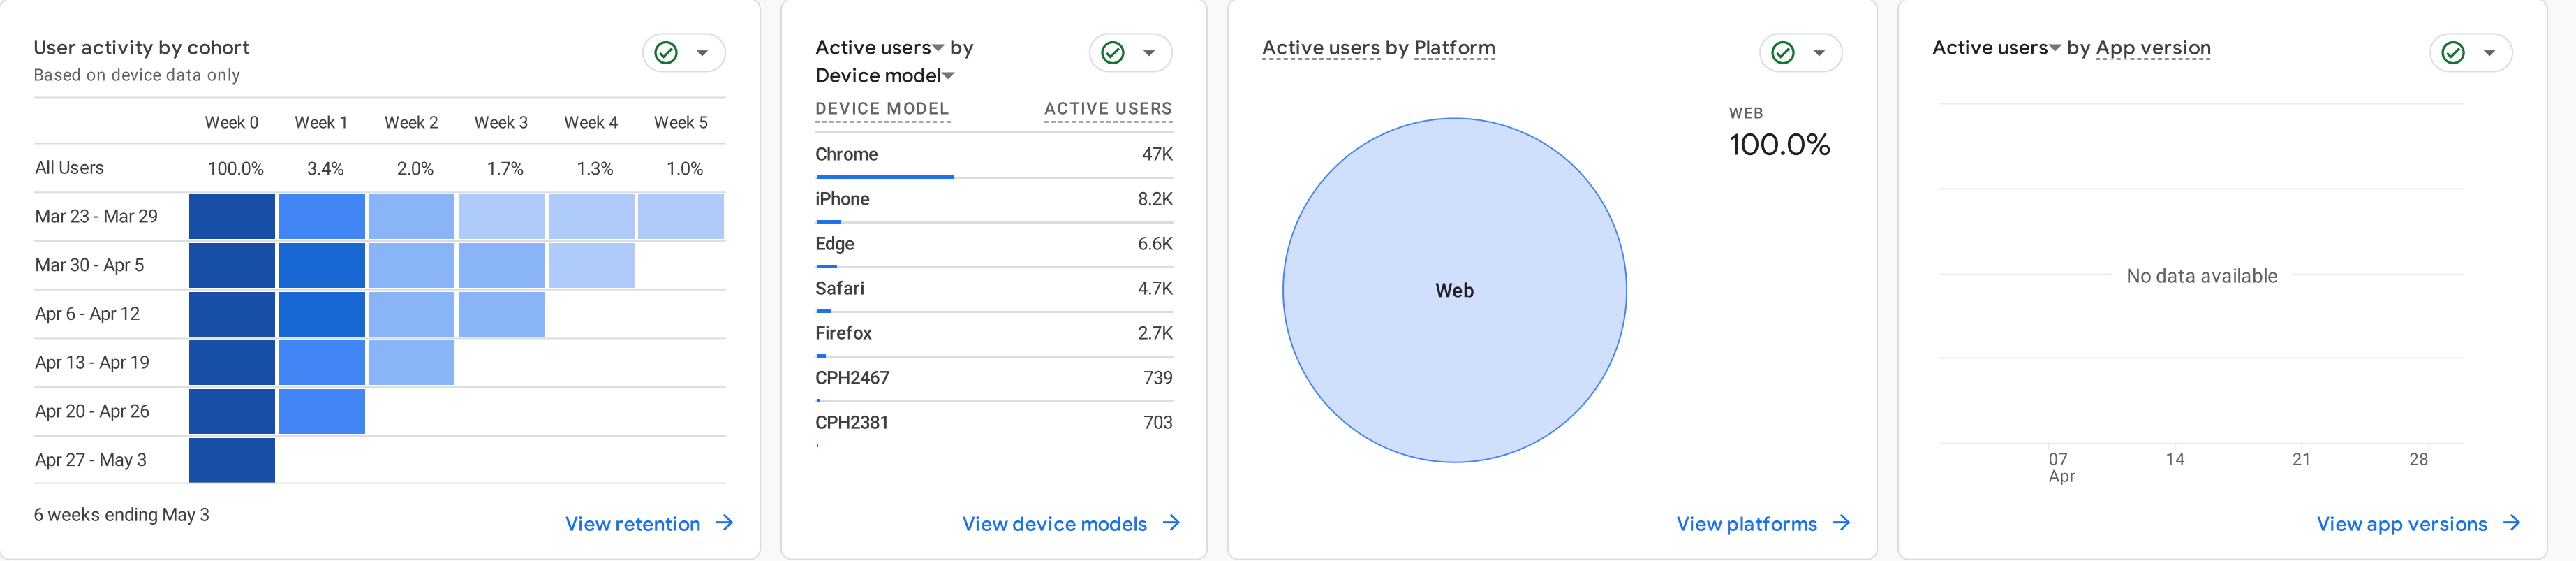 User activity by cohort
Based on device data only
Week 0 Week 1 Week 2 Week 3 Week 4 Week 5
All Users 100.0% 3.4% 2.0% 1.7% 1.3% 1.0%
Mar 23 - Mar 29
Mar 30 - Apr 5
Apr 6 - Apr 12
Apr 13 - Apr 19
Apr 20 - Apr 26
Apr 27 - May 3
6 weeks ending May 3
View retention
Active users by
Device model
DEVICE MODEL ACTIVE USERS
Chrome 47K
iPhone 8.2K
Edge 6.6K
Safari 4.7K
Firefox 2.7K
CPH2467 739
CPH2381 703
View device models
Active users by Platform
WEB
100.0%
Web
View platforms
Active users by App version
No data available
07 14 21 28
Apr
View app versions